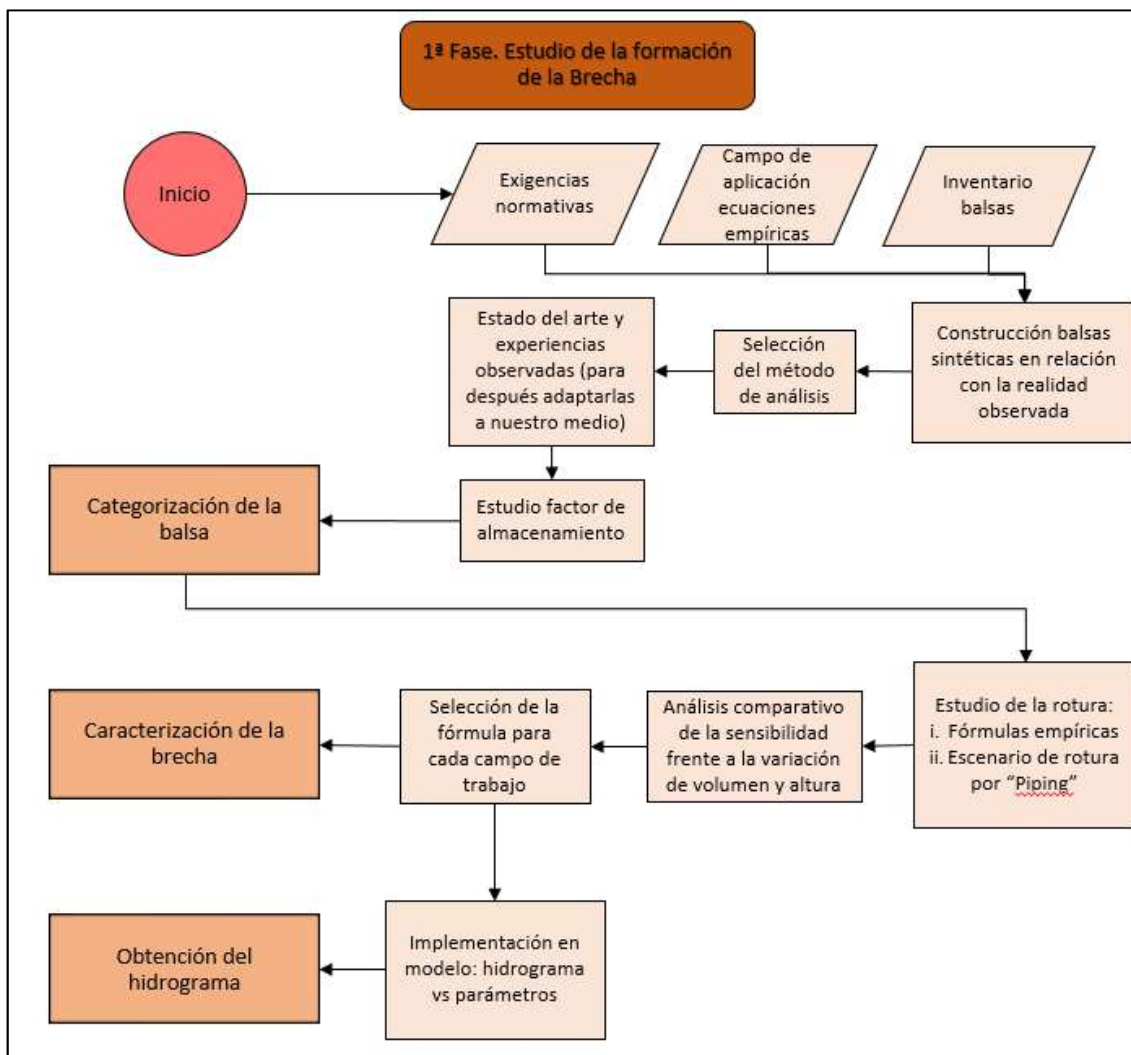 1ª Fase. Estudio de la formación
de la Brecha
Inicio
Exigencias
normativas
Campo de
aplicación
ecuaciones
empíricas
Inventario
balsas
Construcción balsas
sintéticas en relación
con la realidad
observada
Selección
del método
de análisis
Estado del arte y
experiencias
observadas (para
después adaptarlas
a nuestro medio)
Estudio factor de
almacenamiento
Categorización de la
balsa
Estudio de la rotura:
i. Fórmulas empíricas
ii. Escenario de rotura
por “Piping”
Análisis comparativo
de la sensibilidad
frente a la variación
de volumen y altura
Selección de la
fórmula para
cada campo de
trabajo
Caracterización de la
brecha
Implementación en
modelo: hidrograma
vs parámetros
Obtención del
hidrograma